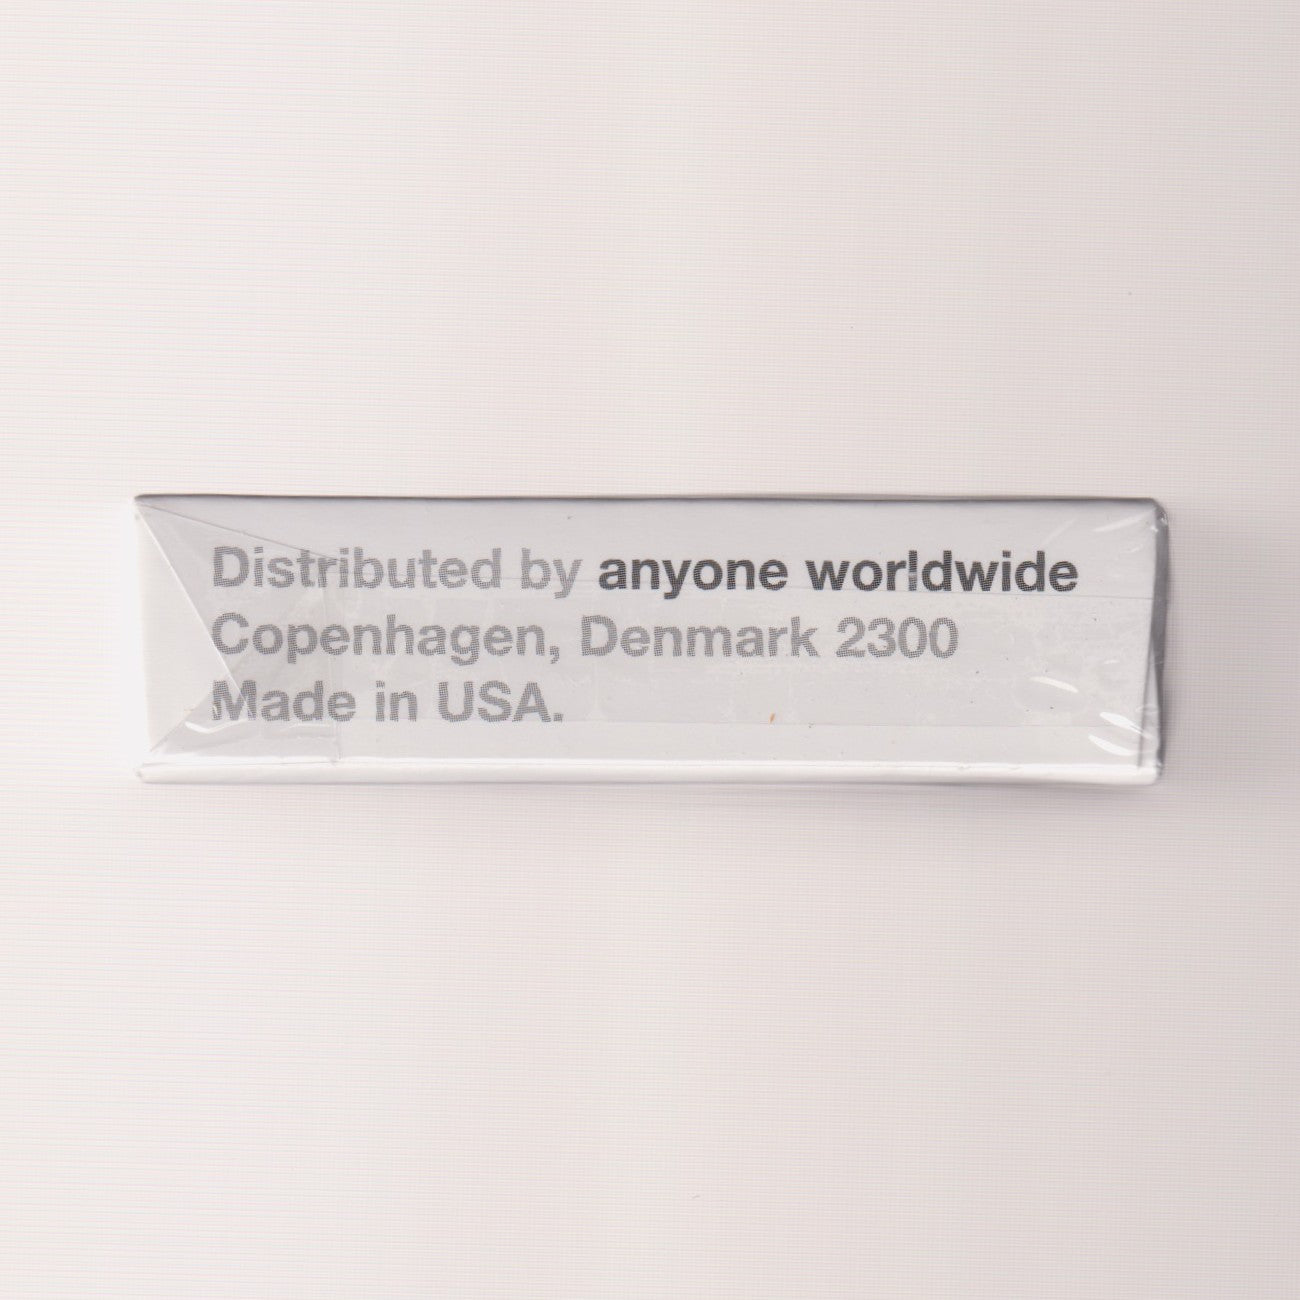 Distributed by anyone worldwide
Copenhagen, Denmark 2300
Made in USA.